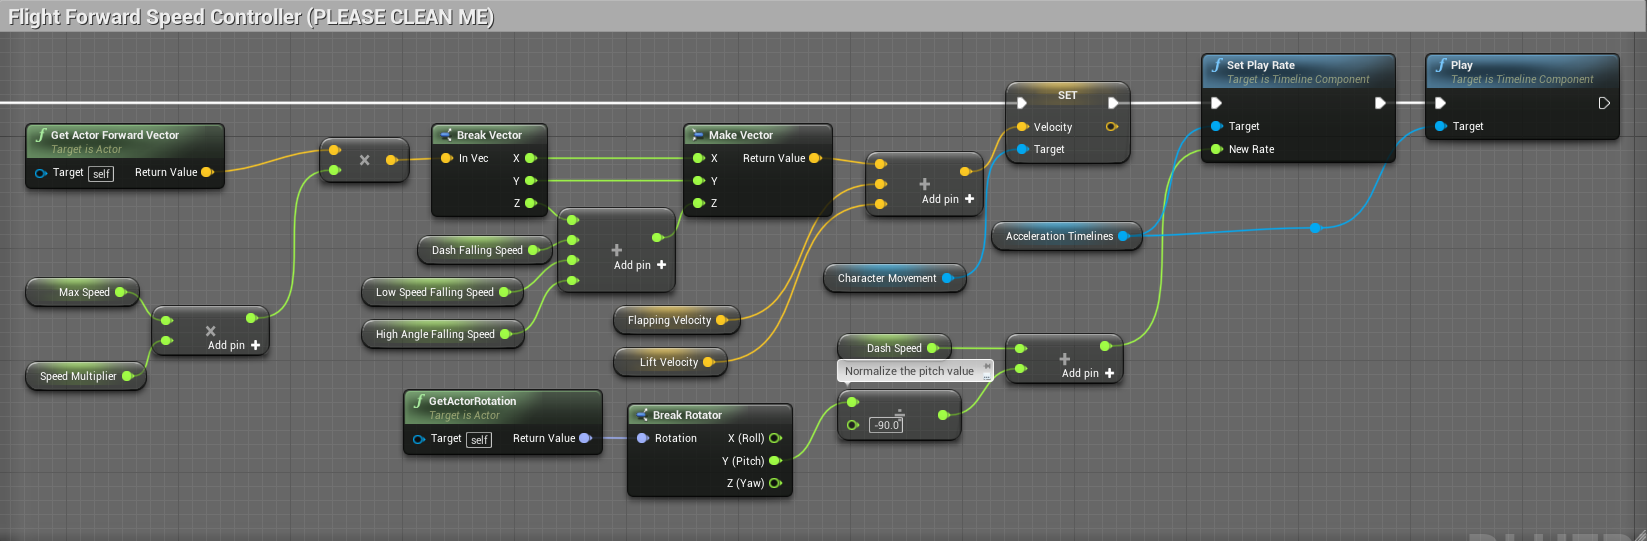 Flight Forward Speed Controller (PLEASE CLEAN ME)
Get Actor Forward Vector
Target is Actor
Target self Return Value
Max Speed
Speed Multiplier
Add pin
Break Vector
In Vec X
Y
Z
Dash Falling Speed
Low Speed Falling Speed
High Angle Falling Speed
Add pin
Make Vector
X Return Value
Y
Z
Flapping Velocity
Lift Velocity
Add pin
SET
Velocity
Target
Character Movement
Acceleration Timelines
Set Play Rate
Target is Timeline Component
Target
New Rate
Play
Target is Timeline Component
Target
GetActorRotation
Target is Actor
Target self Return Value
Break Rotator
Rotation X (Roll)
Y (Pitch)
Z (Yaw)
Dash Speed
Normalize the pitch value
-90.0
Add pin